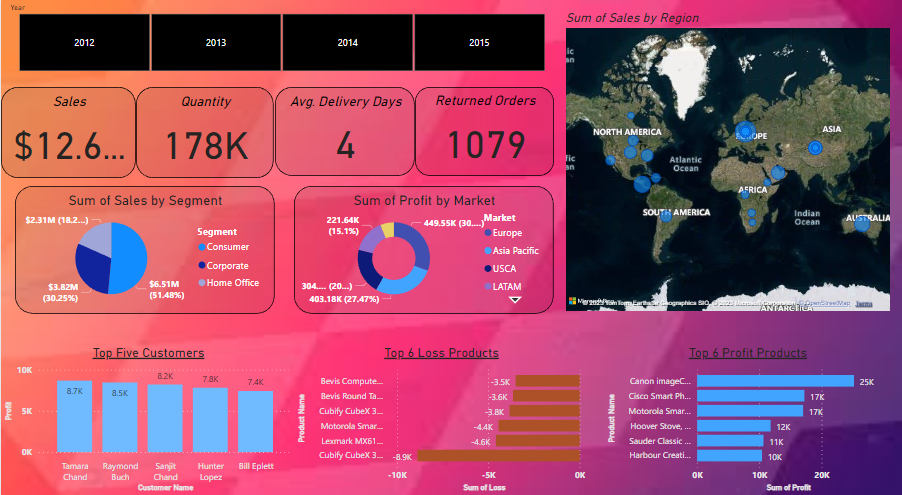 Year
2012
2013
2014
2015
Sales
$12.6...
Quantity
178K
Avg. Delivery Days
4
Returned Orders
1079
Sum of Sales by Segment
$2.31M (18.2...)
$3.82M
(30.25%)
$6.51M
(51.48%)
Segment
Consumer
Corporate
Home Office
Sum of Profit by Market
221.64K
(15.1%)
449.55K (30....)
304.... (20...)
403.18K (27.47%)
Market
Europe
Asia Pacific
USCA
LATAM
Sum of Sales by Region
NORTH AMERICA
EUROPE
ASIA
Atlantic
Ocean
AFRICA
SOUTH AMERICA
Indian
Ocean
AUSTRALIA
ANTARCTICA
© 2023 TomTom, Earthstar Geographics SIO, © 2023 Microsoft Corporation, © OpenStreetMap Terms
Top Five Customers
Profit
10K
5K
0K
8.7K
8.5K
8.2K
7.8K
7.4K
Tamara
Chand
Raymond
Buch
Sanjit
Chand
Hunter
Lopez
Bill Eplett
Customer Name
Top 6 Loss Products
Product Name
Bevis Compute...
-3.5K
Bevis Round Ta...
-3.6K
Cubify CubeX 3...
-3.8K
Motorola Smar...
-4.4K
Lexmark MX61...
-4.6K
Cubify CubeX 3...
-8.9K
-10K
-5K
0K
Sum of Loss
Top 6 Profit Products
Product Name
Canon imageC...
25K
Cisco Smart Ph...
17K
Motorola Smar...
17K
Hoover Stove, ...
12K
Sauder Classic ...
11K
Harbour Creati...
10K
0K
10K
20K
Sum of Profit